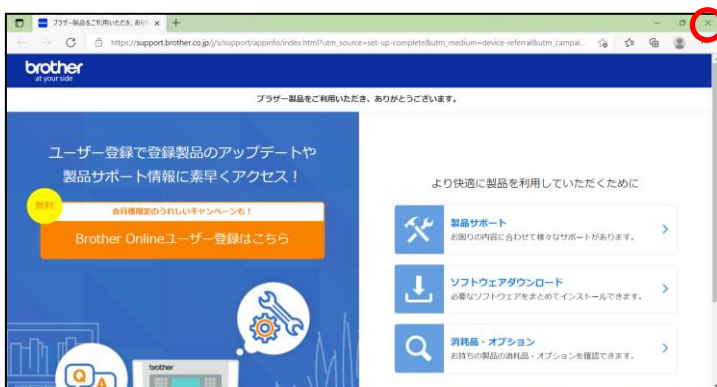 ブラザー製品をご利用いただき、あり
https://support.brother.co.jp/j/s/support/appinfo/index.html?utm_source=set-up-complete&utm_medium=device-referral&utm_campai...
brother
at your side
ブラザー製品をご利用いただき、ありがとうございます。
ユーザー登録で登録製品のアップデートや
製品サポート情報に素早くアクセス！
無料
会員様限定のうれしいキャンペーンも！
Brother Onlineユーザー登録はこちら
brother
Q
A
より快適に製品を利用していただくために
製品サポート
お困りの内容に合わせて様々なサポートがあります。
ソフトウェアダウンロード
必要なソフトウェアをまとめてインストールできます。
消耗品・オプション
お持ちの製品の消耗品・オプションを確認できます。